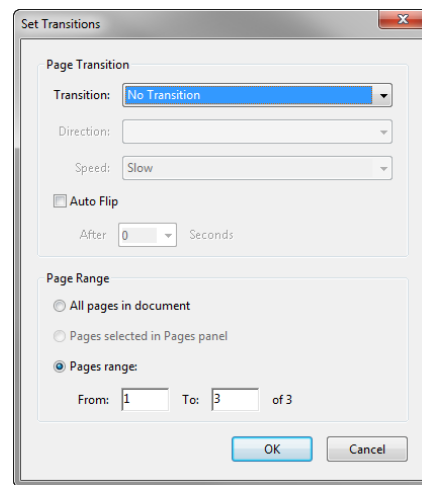 Set Transitions
Page Transition
Transition: No Transition
Direction:
Speed: Slow
Auto Flip
After 0 Seconds
Page Range
All pages in document
Pages selected in Pages panel
Pages range:
From: 1 To: 3 of 3
OK Cancel